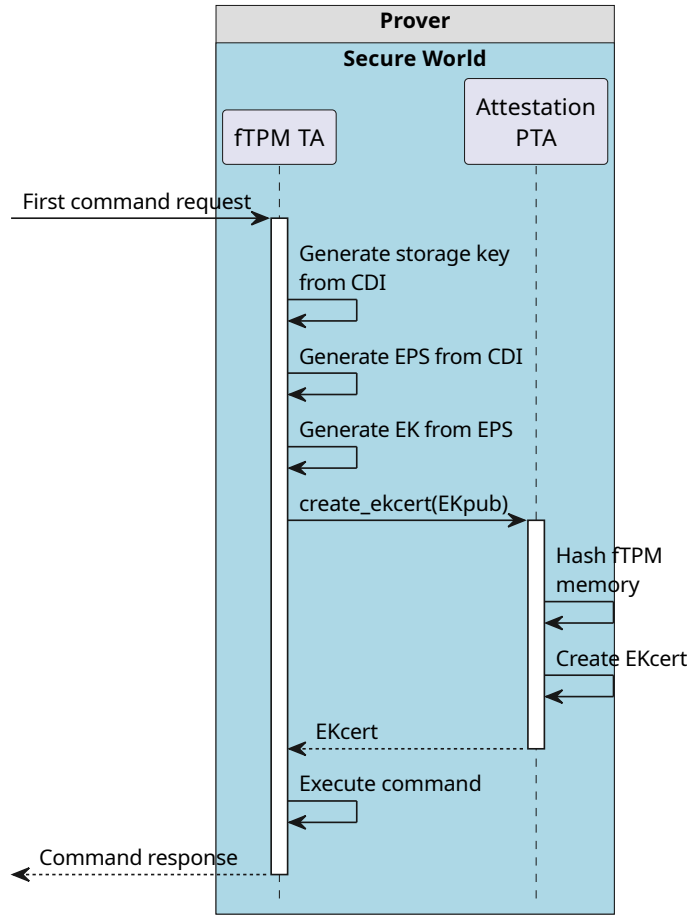 Prover
Secure World
fTPM TA
Attestation
PTA
First command request
Generate storage key
from CDI
Generate EPS from CDI
Generate EK from EPS
create_ekcert(EKpub)
Hash fTPM
memory
Create EKcert
EKcert
Execute command
Command response